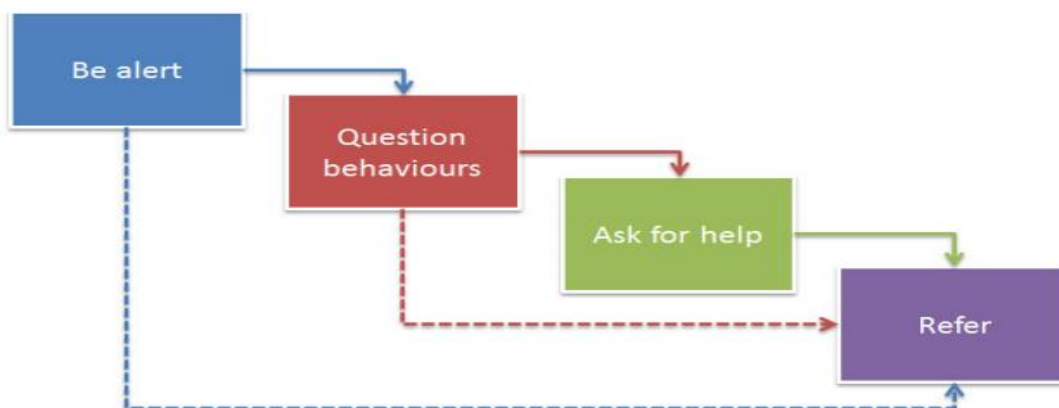 Be alert
Question
behaviours
Ask for help
Refer